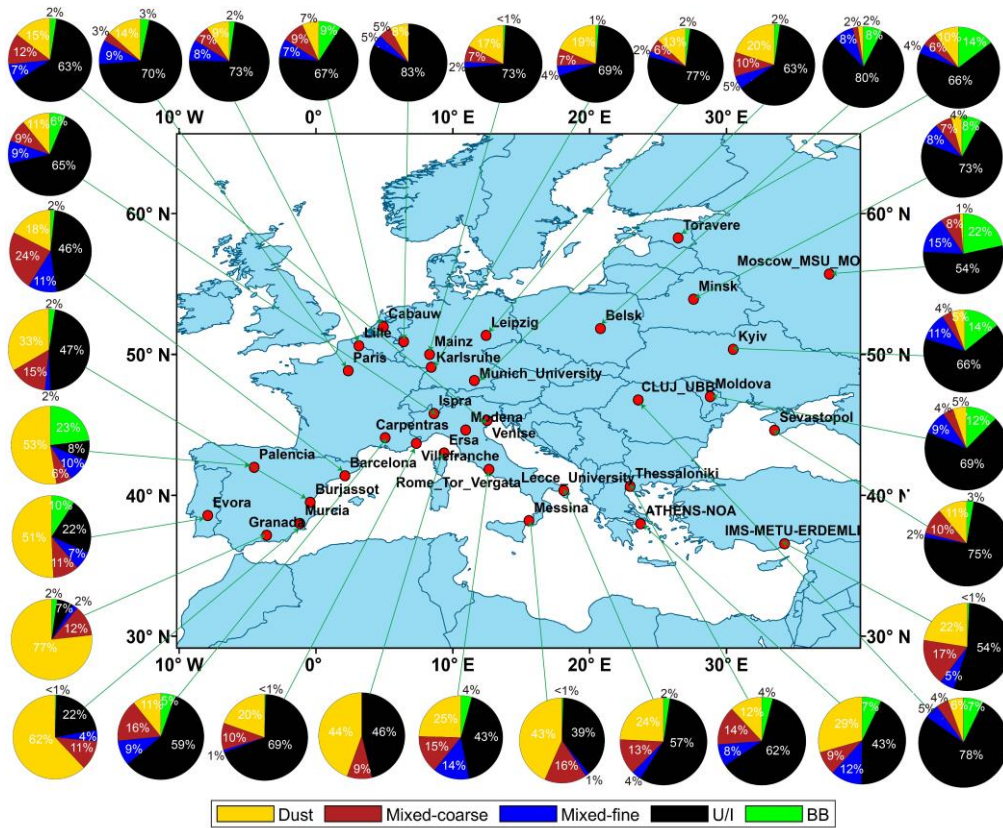 2% 3% 2% 7% 5% <1% 1% 2% 2% 2%
15% 12% 7% 63%
3% 14% 9% 70%
9% 7% 8% 73%
9% 9% 7% 67%
8% 5% 2% 83%
17% 7% 73%
19% 7% 4% 69%
13% 6% 2% 77%
20% 10% 5% 63%
2% 8% 8% 80%
10% 6% 4% 14% 66%
11% 6% 9% 9% 65%
4% 7% 8% 8% 73%
2% 18% 24% 11% 46%
1% 8% 15% 22% 54%
2% 33% 15% 2% 47%
4% 5% 11% 14% 66%
53% 23% 8% 10% 6%
5% 4% 9% 12% 69%
51% 10% 22% 7% 11%
3% 11% 10% 2% 75%
2% 7% 2% 12% 77%
<1% 22% 17% 5% 54%
10° W 0° 10° E 20° E 30° E
60° N 60° N
50° N 50° N
40° N 40° N
30° N 30° N
10° W 0° 10° E 20° E 30° E
Toravere
Moscow_MSU_MO
Minsk
Cabauw
Lille
Leipzig
Belsk
Kyiv
Mainz
Paris
Karlsruhe
Munich_University
CLUJ_UBB
Moldova
Ispra
Modena
Sevastopol
Carpentras
Venise
Ersa
Palencia
Villefranche
Barcelona
Lecce_University
Thessaloniki
Rome_Tor_Vergata
Burjassot
Evora
Murcia
Messina
ATHENS-NOA
Granada
IMS-METU-ERDEMLI
<1% 62% 22% 4% 11%
11% 5% 16% 9% 59%
<1% 20% 10% 1% 69%
44% 46% 9%
4% 25% 15% 14% 43%
<1% 43% 39% 16% 1%
2% 24% 13% 4% 57%
4% 12% 14% 8% 62%
29% 7% 9% 12% 43%
4% 6% 7% 5% 78%
Dust Mixed-coarse Mixed-fine U/I BB